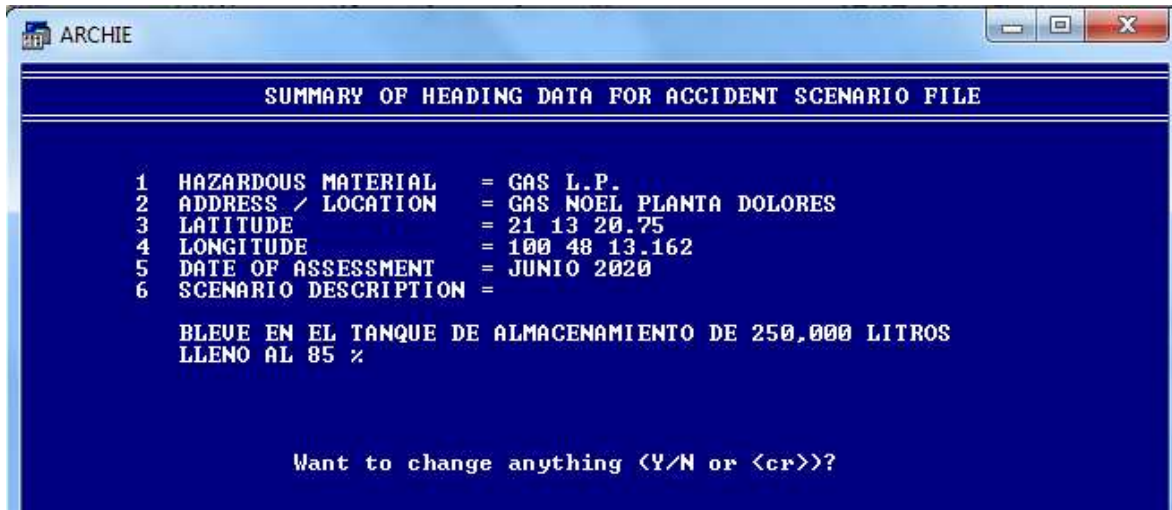 ARCHIE
SUMMARY OF HEADING DATA FOR ACCIDENT SCENARIO FILE
1 HAZARDOUS MATERIAL = GAS L.P.
2 ADDRESS / LOCATION = GAS NOEL PLANTA DOLORES
3 LATITUDE = 21 13 20.75
4 LONGITUDE = 100 48 13.162
5 DATE OF ASSESSMENT = JUNIO 2020
6 SCENARIO DESCRIPTION =
BLEVE EN EL TANQUE DE ALMACENAMIENTO DE 250,000 LITROS
LLENO AL 85 %
Want to change anything (Y/N or <cr>)?